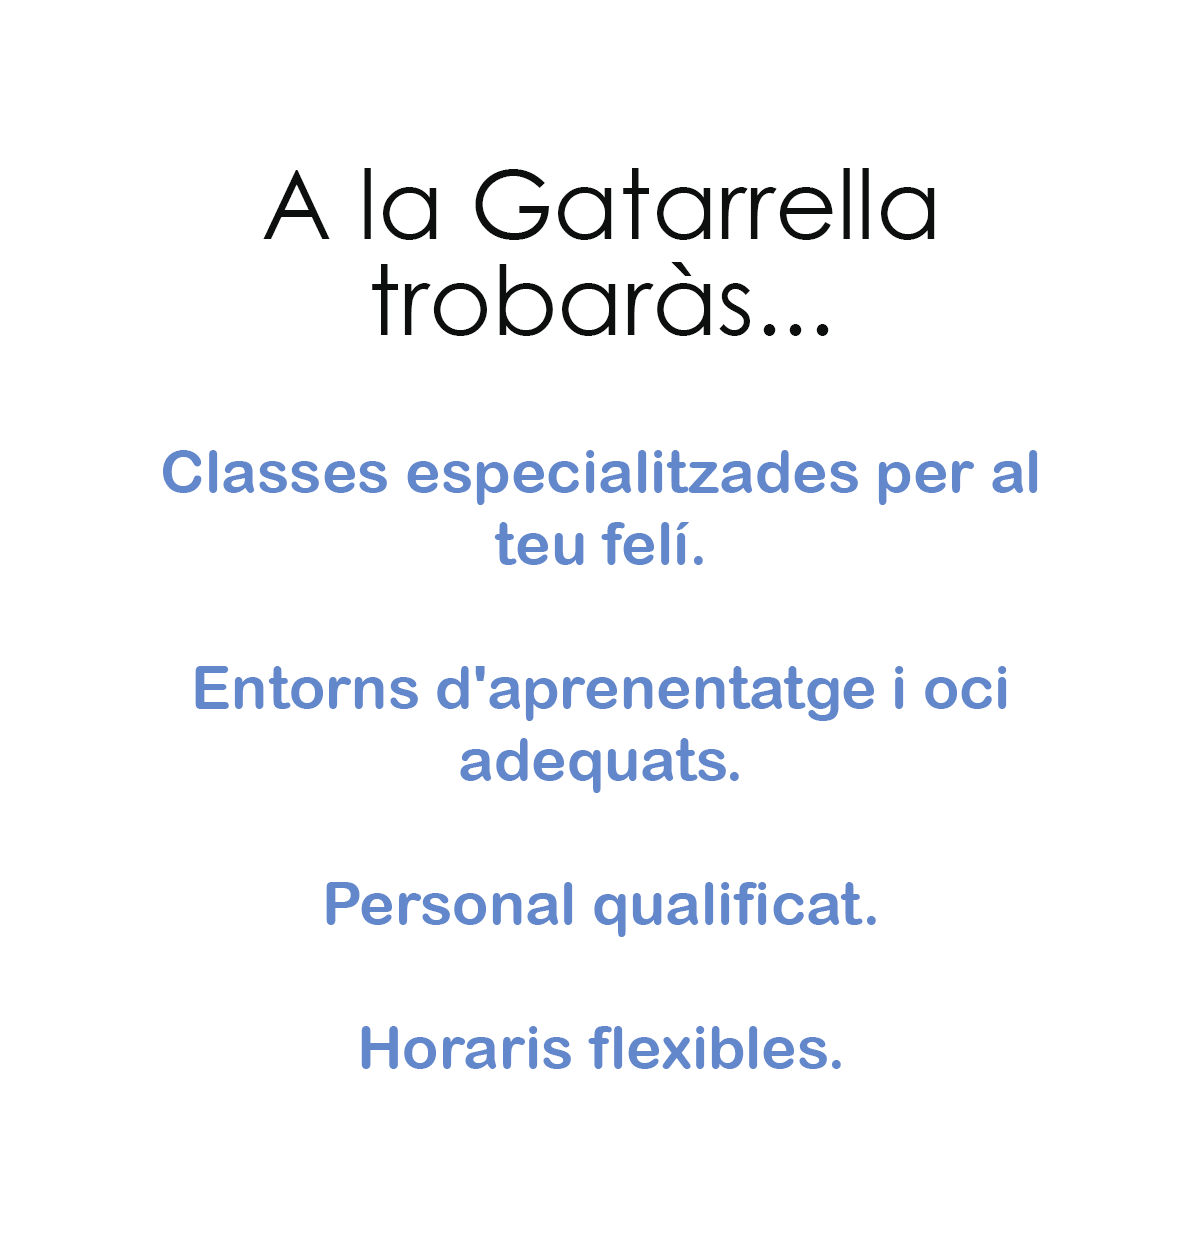 A la Gatarrella
trobaràs...
Classes especialitzades per al
teu felí.
Entorns d'aprenentatge i oci
adequats.
Personal qualificat.
Horaris flexibles.